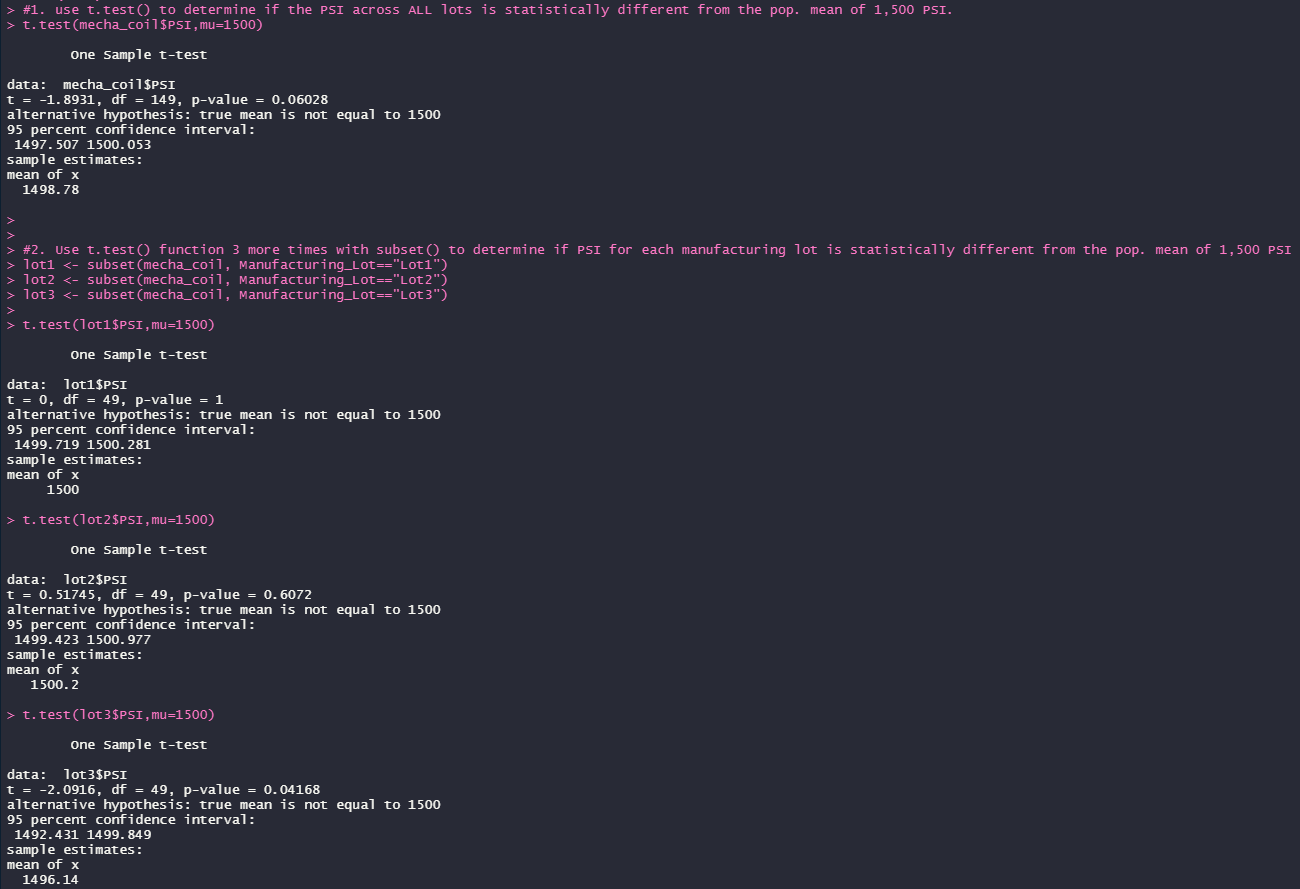 > #1. use t.test() to determine if the PSI across ALL lots is statistically different from the pop. mean of 1,500 PSI.
> t.test(mecha_coil$PSI,mu=1500)
One Sample t-test
data:  mecha_coil$PSI
t = -1.8931, df = 149, p-value = 0.06028
alternative hypothesis: true mean is not equal to 1500
95 percent confidence interval:
1497.507 1500.053
sample estimates:
mean of x
1498.78
>
>
> #2. Use t.test() function 3 more times with subset() to determine if PSI for each manufacturing lot is statistically different from the pop. mean of 1,500 PSI
> lot1 <- subset(mecha_coil, Manufacturing_Lot=="Lot1")
> lot2 <- subset(mecha_coil, Manufacturing_Lot=="Lot2")
> lot3 <- subset(mecha_coil, Manufacturing_Lot=="Lot3")
>
> t.test(lot1$PSI,mu=1500)
One Sample t-test
data:  lot1$PSI
t = 0, df = 49, p-value = 1
alternative hypothesis: true mean is not equal to 1500
95 percent confidence interval:
1499.719 1500.281
sample estimates:
mean of x
1500
> t.test(lot2$PSI,mu=1500)
One Sample t-test
data:  lot2$PSI
t = 0.51745, df = 49, p-value = 0.6072
alternative hypothesis: true mean is not equal to 1500
95 percent confidence interval:
1499.423 1500.977
sample estimates:
mean of x
1500.2
> t.test(lot3$PSI,mu=1500)
One Sample t-test
data:  lot3$PSI
t = -2.0916, df = 49, p-value = 0.04168
alternative hypothesis: true mean is not equal to 1500
95 percent confidence interval:
1492.431 1499.849
sample estimates:
mean of x
1496.14